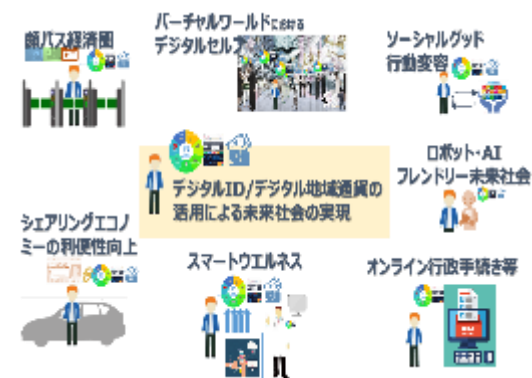 顔パス経済圏
バーチャルワールドにおける
デジタルセルフ
ソーシャルグッド
行動変容
デジタルID/デジタル地域通貨の
活用による未来社会の実現
ロボット・AI
フレンドリー未来社会
シェアリングエコノ
ミーの利便性向上
スマートウエルネス
オンライン行政手続き等